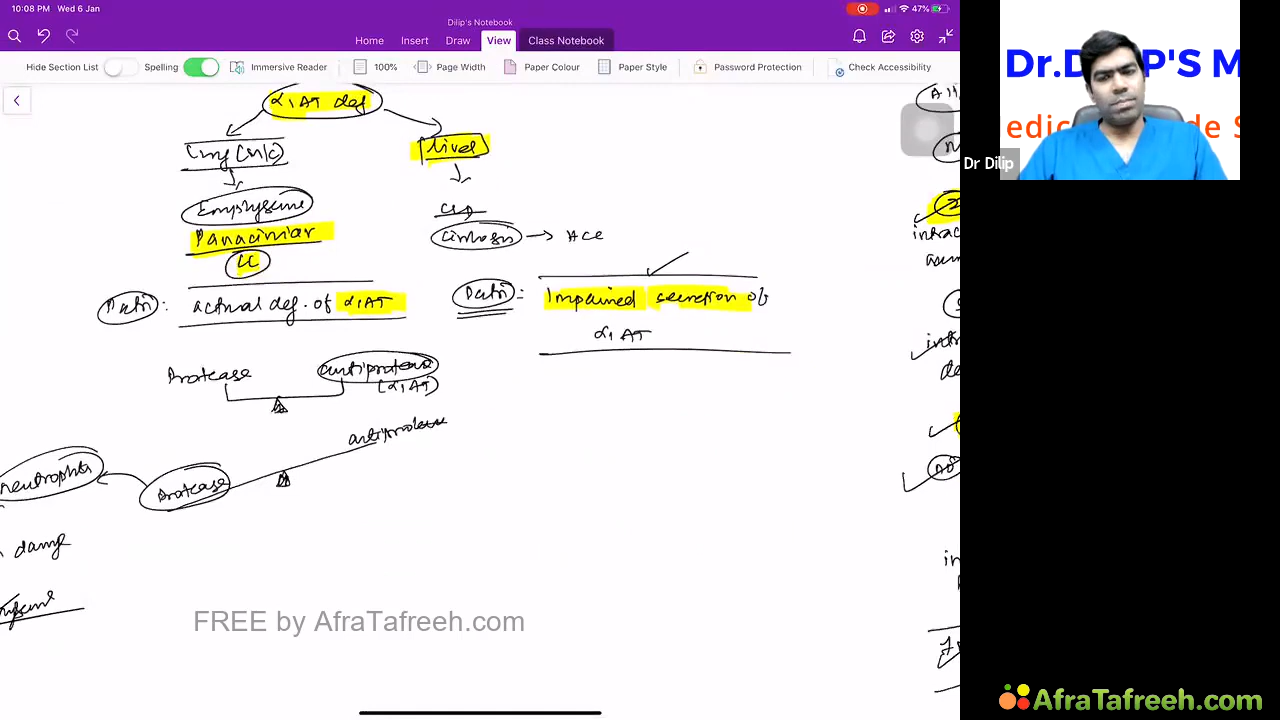 10:08 PM Wed 6 Jan
47%
Dilip's Notebook
Home Insert Draw View Class Notebook
Hide Section List Spelling Immersive Reader 100% Page Width Paper Colour Paper Style Password Protection Check Accessibility
Dr.D P'S M
edic de S
Dr Dilip
α1AT def
Lung (M/C)
Liver
Emphysema
Panacinar
LL
Cirrhosis → HCC
Path: actual def. of α1AT
Path: Impaired secretion of
α1AT
Protease antiprotease
(α1AT)
antiprotease
neutrophil Protease
damage
intra
in
FREE by AfraTafreeh.com
AfraTafreeh.com